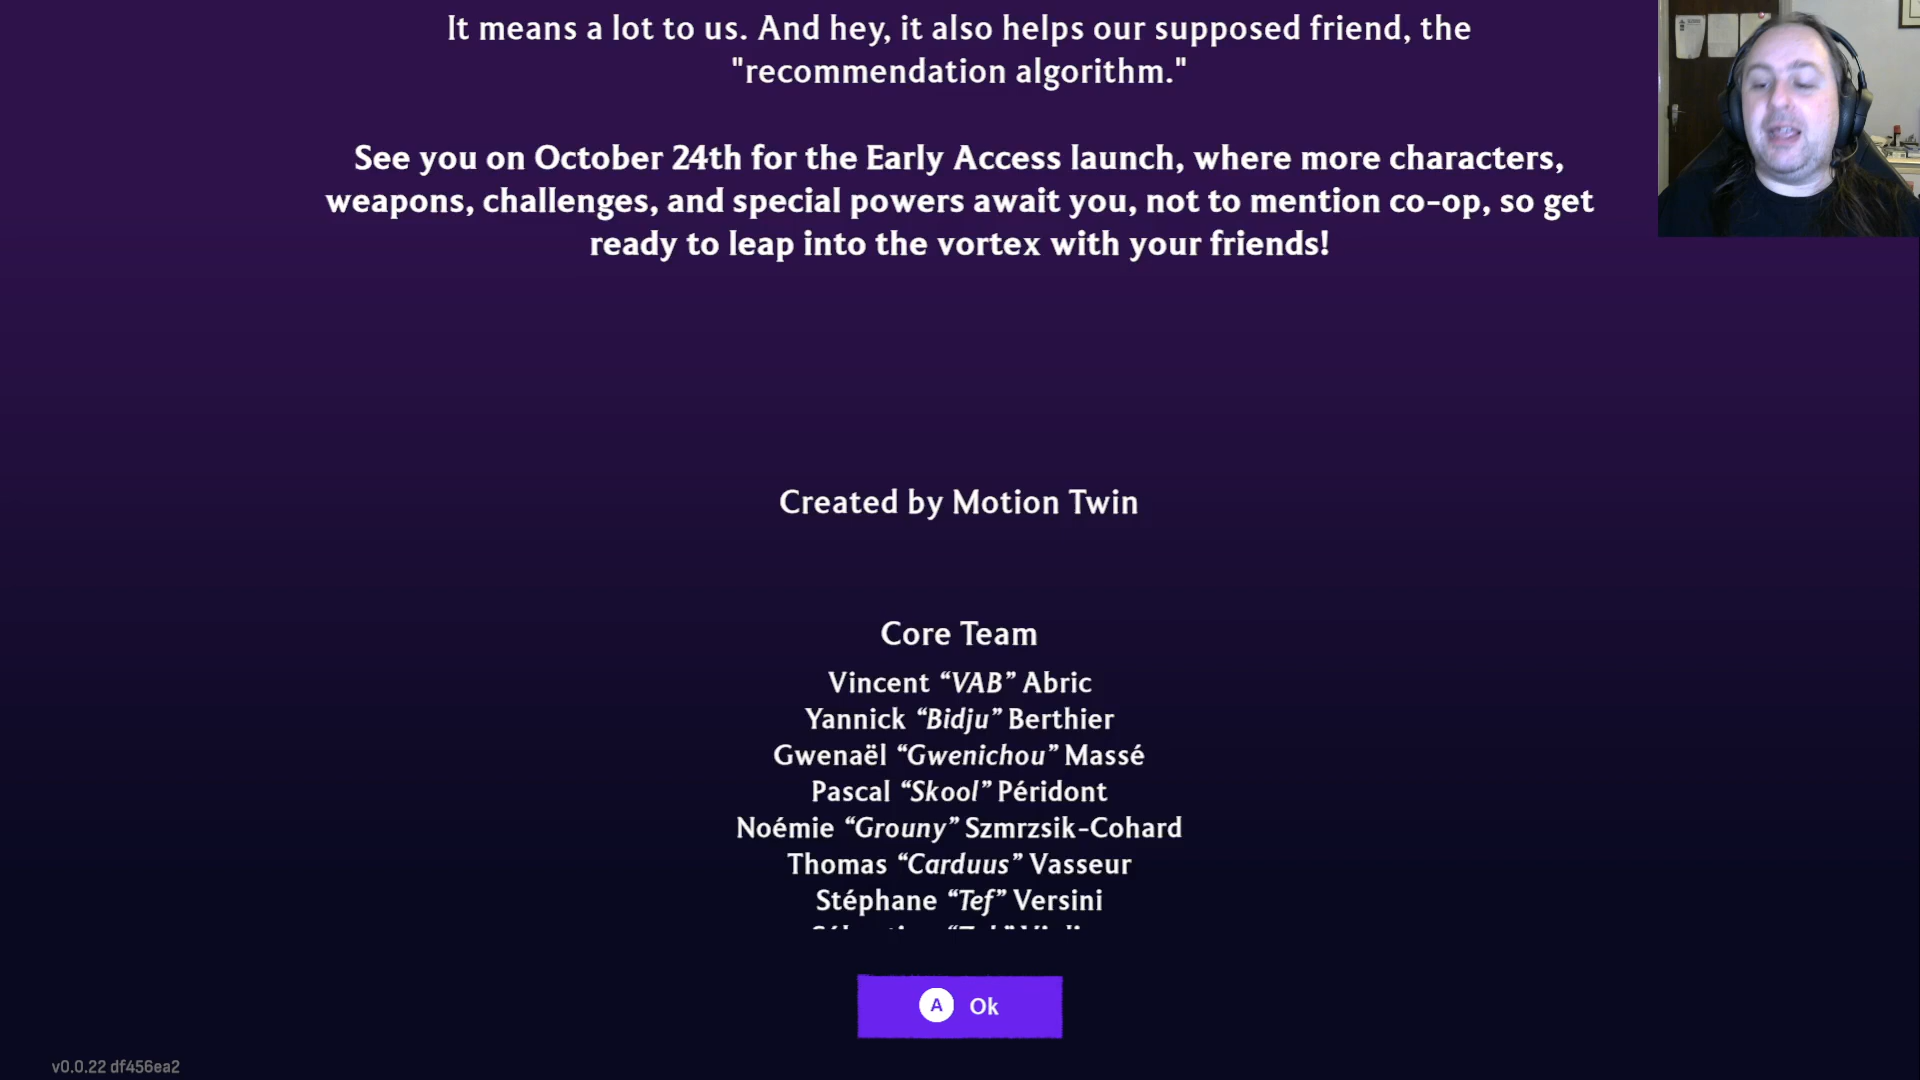 It means a lot to us. And hey, it also helps our supposed friend, the
"recommendation algorithm."
See you on October 24th for the Early Access launch, where more characters,
weapons, challenges, and special powers await you, not to mention co-op, so get
ready to leap into the vortex with your friends!
Created by Motion Twin
Core Team
Vincent “VAB” Abric
Yannick “Bidju” Berthier
Gwenaël “Gwenichou” Massé
Pascal “Skool” Péridont
Noémie “Grouny” Szmrzsik-Cohard
Thomas “Carduus” Vasseur
Stéphane “Tef” Versini
A Ok
v0.0.22 df456ea2